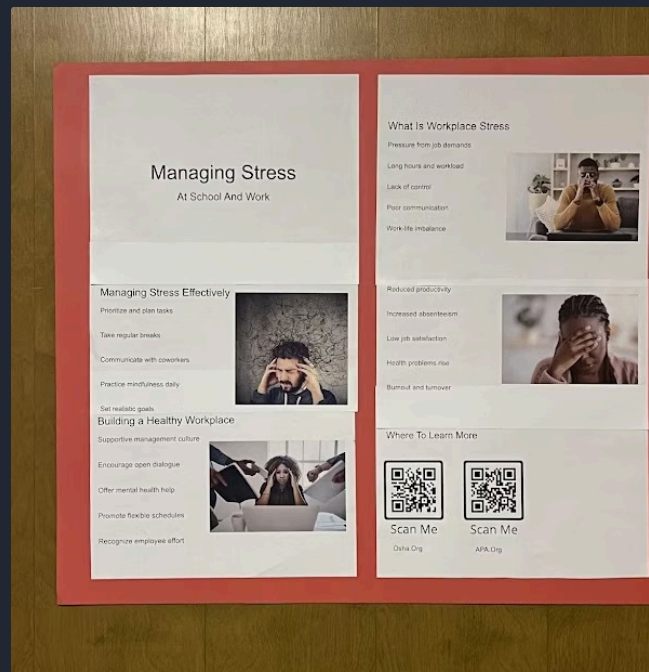 Managing Stress
At School And Work
Managing Stress Effectively
Prioritize and plan tasks
Take regular breaks
Communicate with coworkers
Practice mindfulness daily
Set realistic goals
Building a Healthy Workplace
Supportive management culture
Encourage open dialogue
Offer mental health help
Promote flexible schedules
Recognize employee effort
What Is Workplace Stress
Pressure from job demands
Long hours and workload
Lack of control
Poor communication
Work-life imbalance
Reduced productivity
Increased absenteeism
Low job satisfaction
Health problems rise
Burnout and turnover
Where To Learn More
Scan Me
Scan Me
Osha.Org
APA.Org